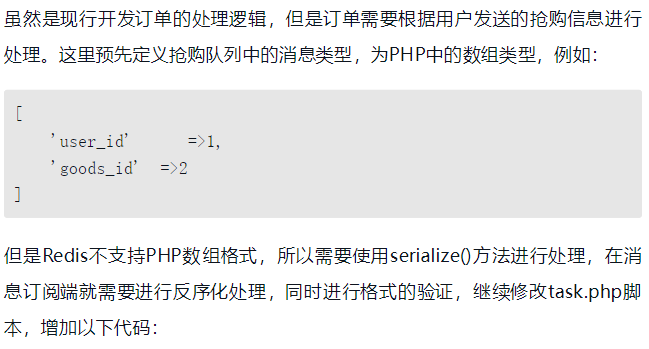 虽然是现行开发订单的处理逻辑，但是订单需要根据用户发送的抢购信息进行
处理。这里预先定义抢购队列中的消息类型，为PHP中的数组类型，例如：
[
    'user_id'      =>1,
    'goods_id'   =>2
]
但是Redis不支持PHP数组格式，所以需要使用serialize()方法进行处理，在消
息订阅端就需要进行反序化处理，同时进行格式的验证，继续修改task.php脚
本，增加以下代码：